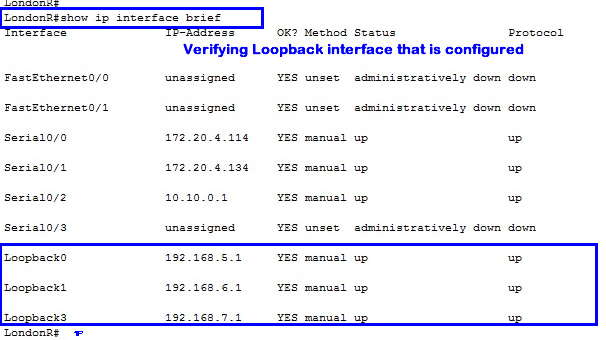 LondonR#
LondonR#show ip interface brief
Interface IP-Address OK? Method Status Protocol
Verifying Loopback interface that is configured
FastEthernet0/0 unassigned YES unset administratively down down
FastEthernet0/1 unassigned YES unset administratively down down
Serial0/0 172.20.4.114 YES manual up up
Serial0/1 172.20.4.134 YES manual up up
Serial0/2 10.10.0.1 YES manual up up
Serial0/3 unassigned YES unset administratively down down
Loopback0 192.168.5.1 YES manual up up
Loopback1 192.168.6.1 YES manual up up
Loopback3 192.168.7.1 YES manual up up
LondonR#